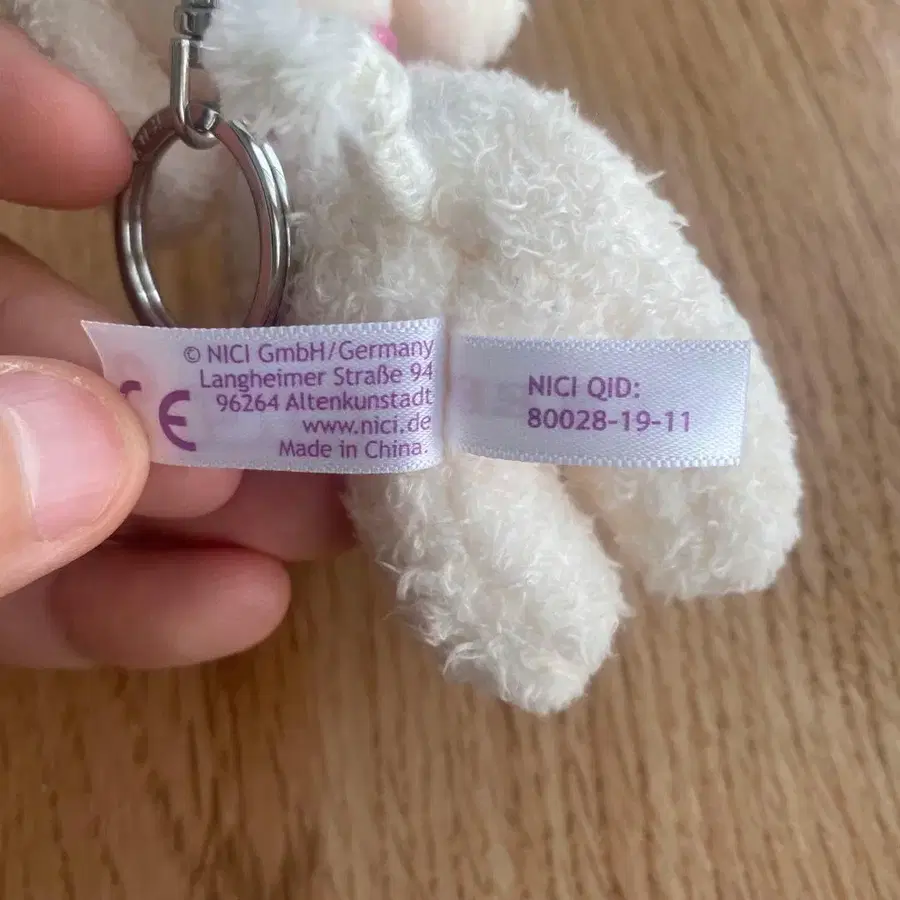 © NICI GmbH/Germany
Langheimer Straße 94
96264 Altenkunstadt
www.nici.de
Made in China.
CE
NICI QID:
80028-19-11